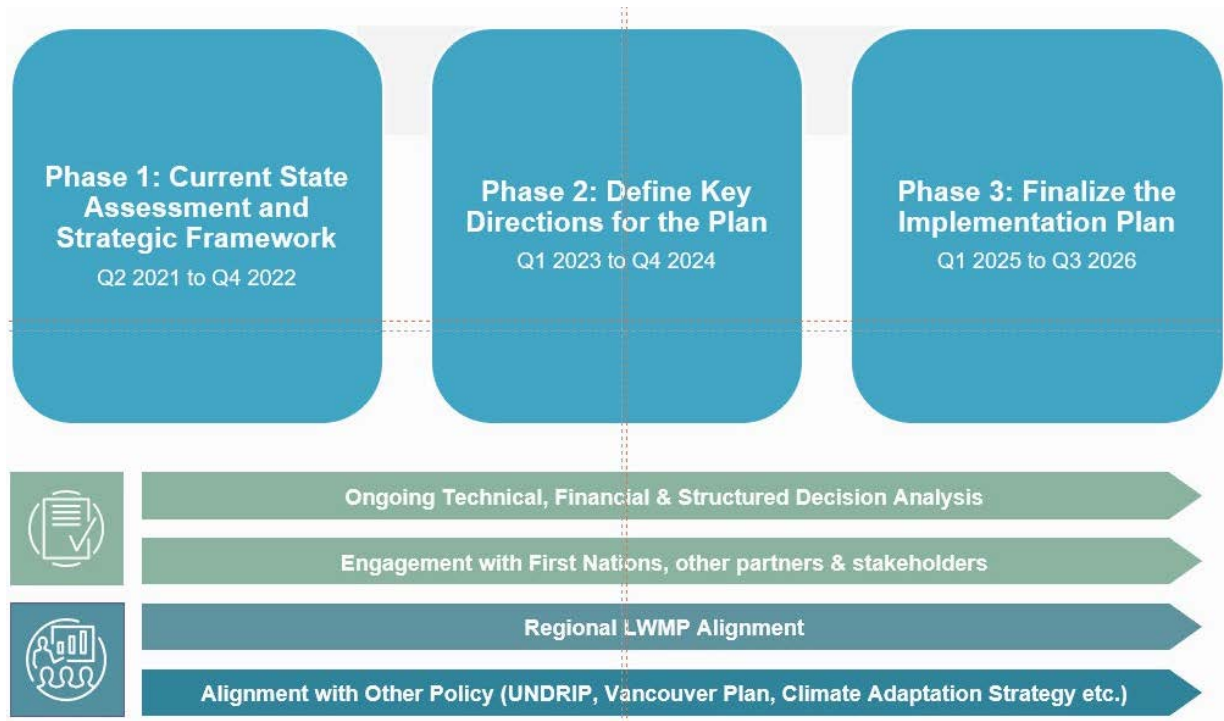 Phase 1: Current State
Assessment and
Strategic Framework
Q2 2021 to Q4 2022
Phase 2: Define Key
Directions for the Plan
Q1 2023 to Q4 2024
Phase 3: Finalize the
Implementation Plan
Q1 2025 to Q3 2026
Ongoing Technical, Financial & Structured Decision Analysis
Engagement with First Nations, other partners & stakeholders
Regional LWMP Alignment
Alignment with Other Policy (UNDRIP, Vancouver Plan, Climate Adaptation Strategy etc.)